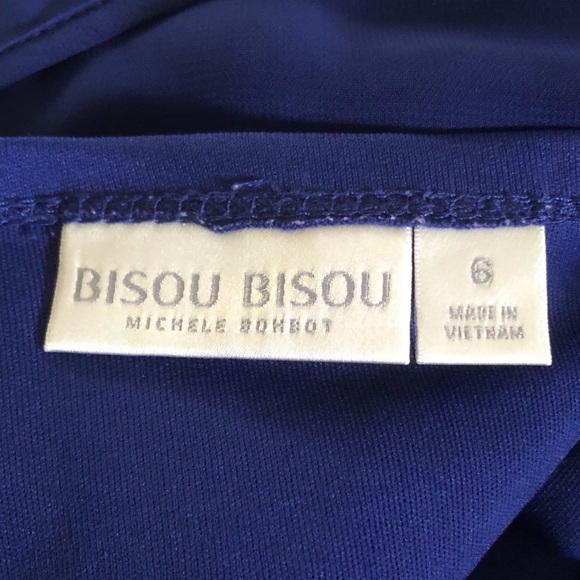 BISOU BISOU
MICHELE BOHBOT
6
MADE IN
VIETNAM